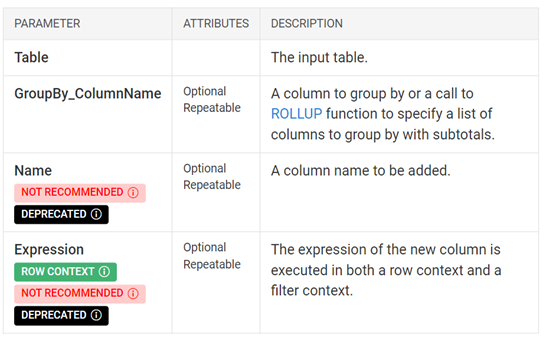 PARAMETER ATTRIBUTES DESCRIPTION
Table The input table.
GroupBy_ColumnName Optional A column to group by or a call to
Repeatable ROLLUP function to specify a list of
columns to group by with subtotals.
Name Optional A column name to be added.
NOT RECOMMENDED ⓘ Repeatable
DEPRECATED ⓘ
Expression Optional The expression of the new column is
ROW CONTEXT ⓘ Repeatable executed in both a row context and a
NOT RECOMMENDED ⓘ filter context.
DEPRECATED ⓘ